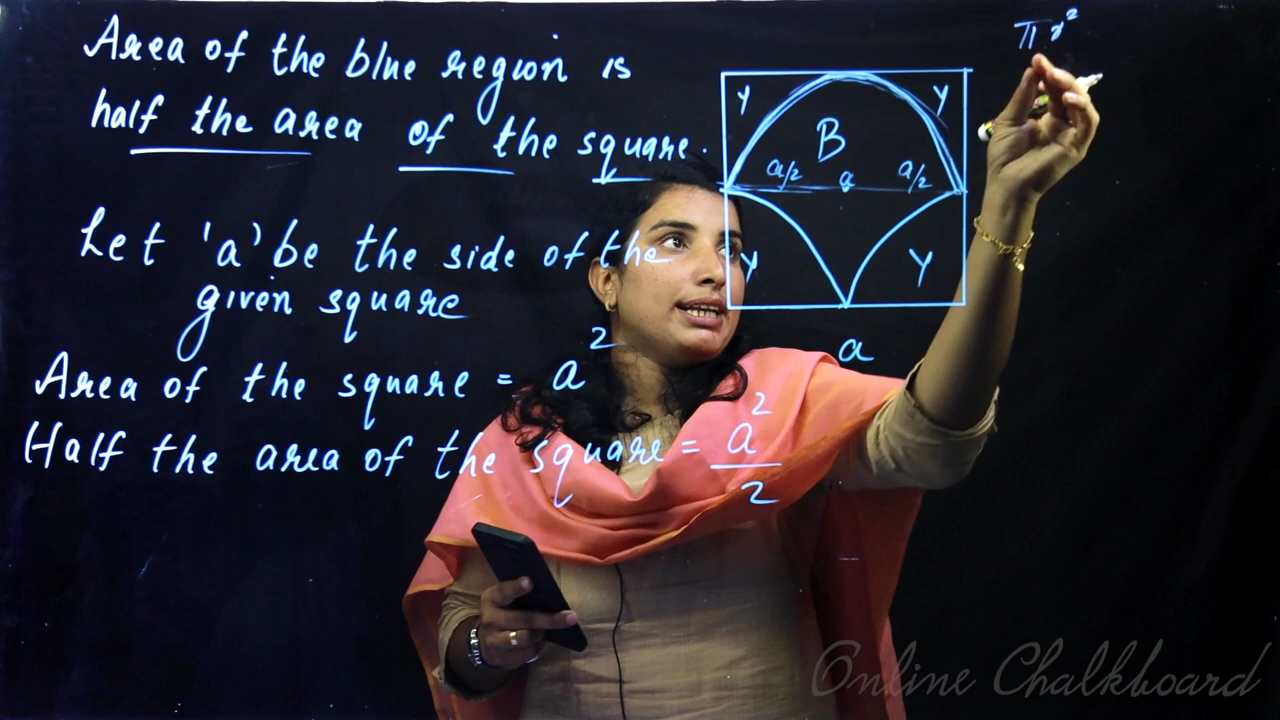 Area of the blue region is
half the area of the square.
Let 'a' be the side of the
given square
Area of the square = a²
Half the area of the square = a²/2
πr²
Y Y
B
a/2 a a/2
Y Y
a
Online Chalkboard